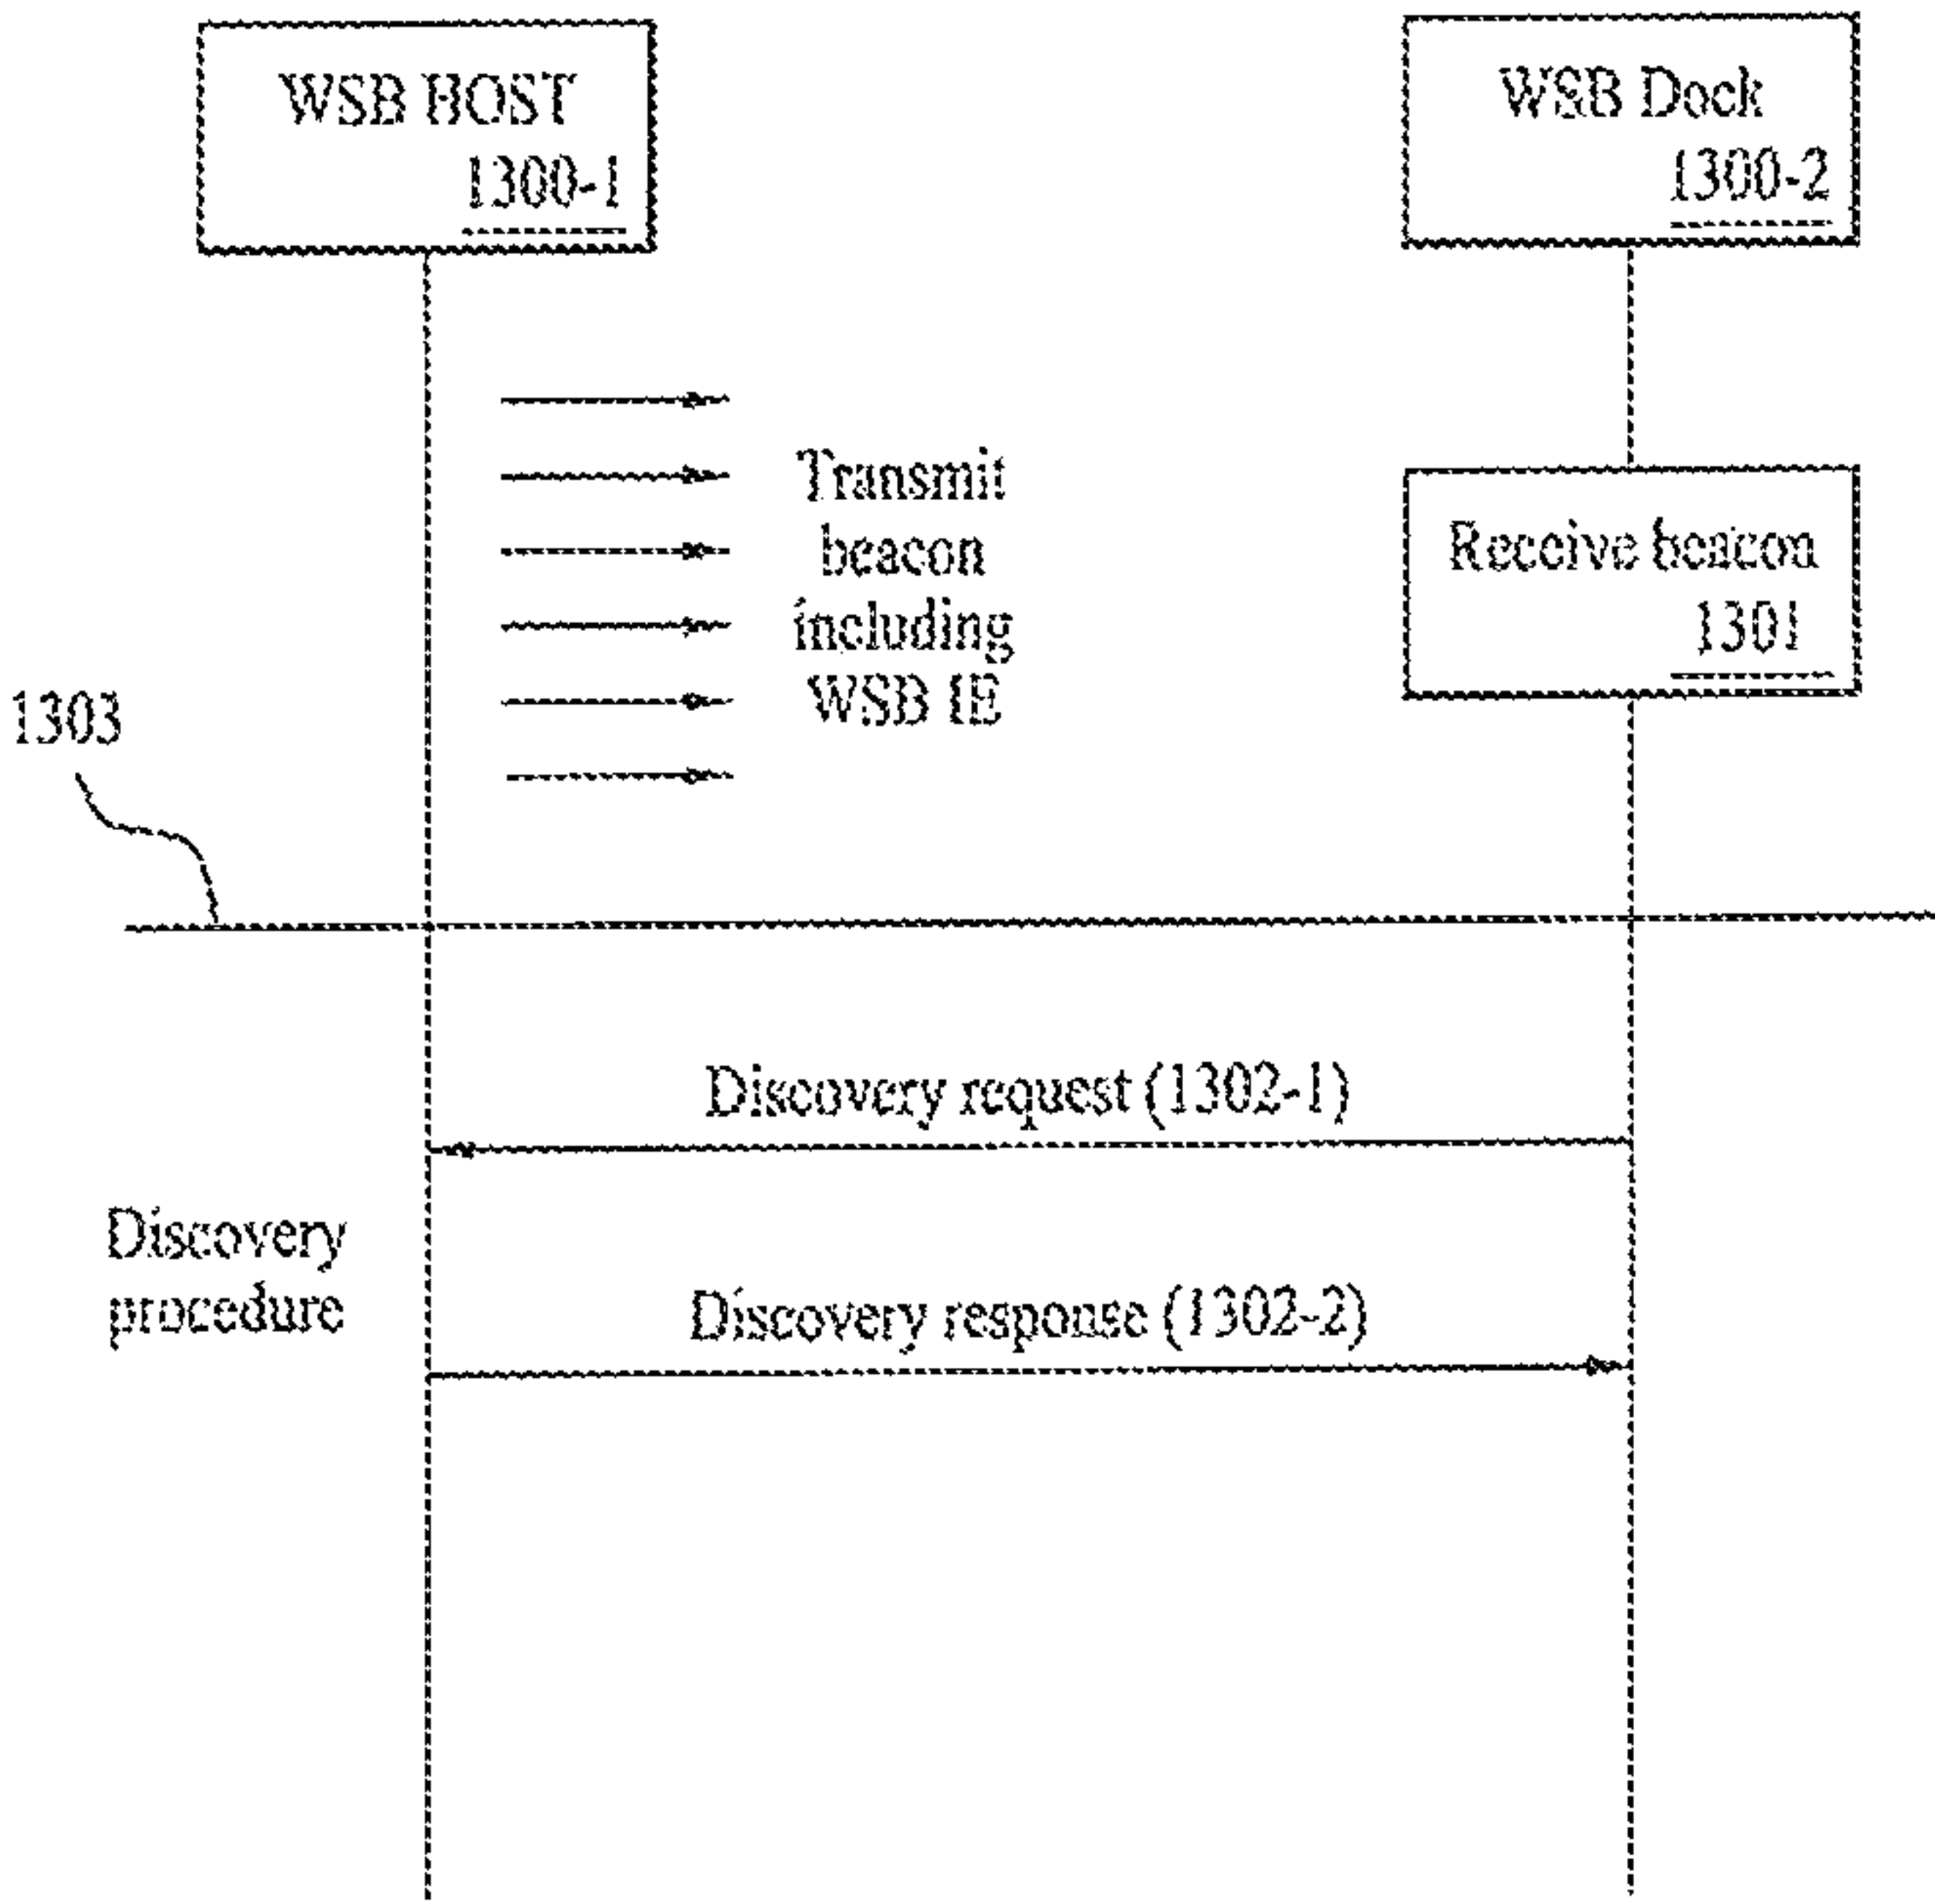 WSB HOST
1300-1
WSB Dock
1300-2
Transmit
beacon
including
WSB IE
Receive beacon
1301
1303
Discovery request (1302-1)
Discovery
procedure
Discovery response (1302-2)